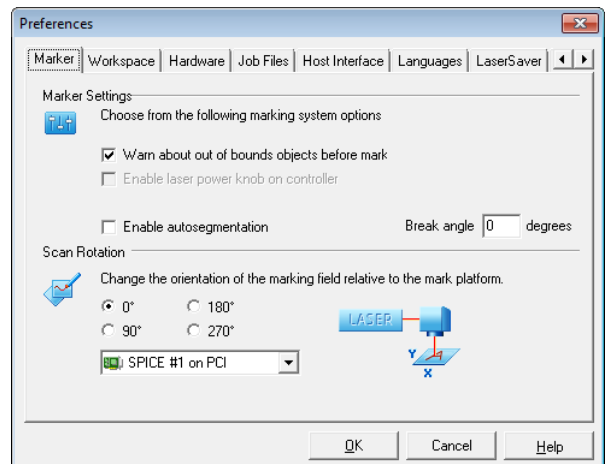 Preferences
Marker Workspace Hardware Job Files Host Interface Languages LaserSaver
Marker Settings
Choose from the following marking system options
Warn about out of bounds objects before mark
Enable laser power knob on controller
Enable autosegmentation Break angle 0 degrees
Scan Rotation
Change the orientation of the marking field relative to the mark platform.
0° 180°
LASER
90° 270°
SPICE #1 on PCI
Y
X
OK Cancel Help